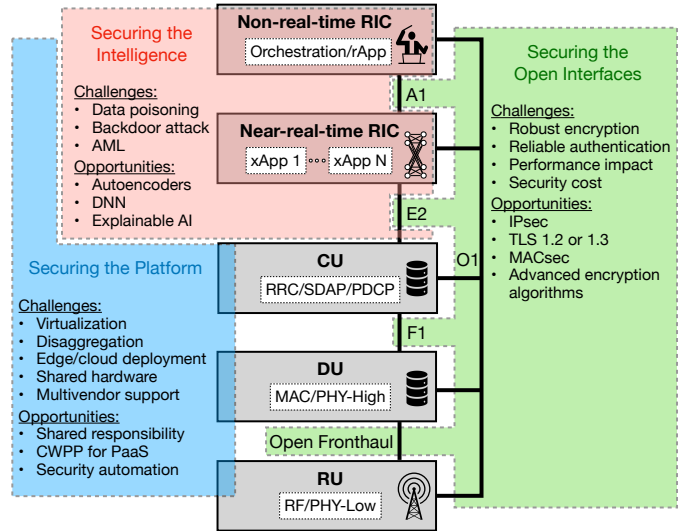 Securing the
Intelligence
Challenges:
• Data poisoning
• Backdoor attack
• AML
Opportunities:
• Autoencoders
• DNN
• Explainable AI
Securing the Platform
Challenges:
• Virtualization
• Disaggregation
• Edge/cloud deployment
• Shared hardware
• Multivendor support
Opportunities:
• Shared responsibility
• CWPP for PaaS
• Security automation
Non-real-time RIC
Orchestration/rApp
A1
Near-real-time RIC
xApp 1 xApp N
E2
CU
RRC/SDAP/PDCP
O1
F1
DU
MAC/PHY-High
Open Fronthaul
RU
RF/PHY-Low
Securing the
Open Interfaces
Challenges:
• Robust encryption
• Reliable authentication
• Performance impact
• Security cost
Opportunities:
• IPsec
• TLS 1.2 or 1.3
• MACsec
• Advanced encryption
algorithms